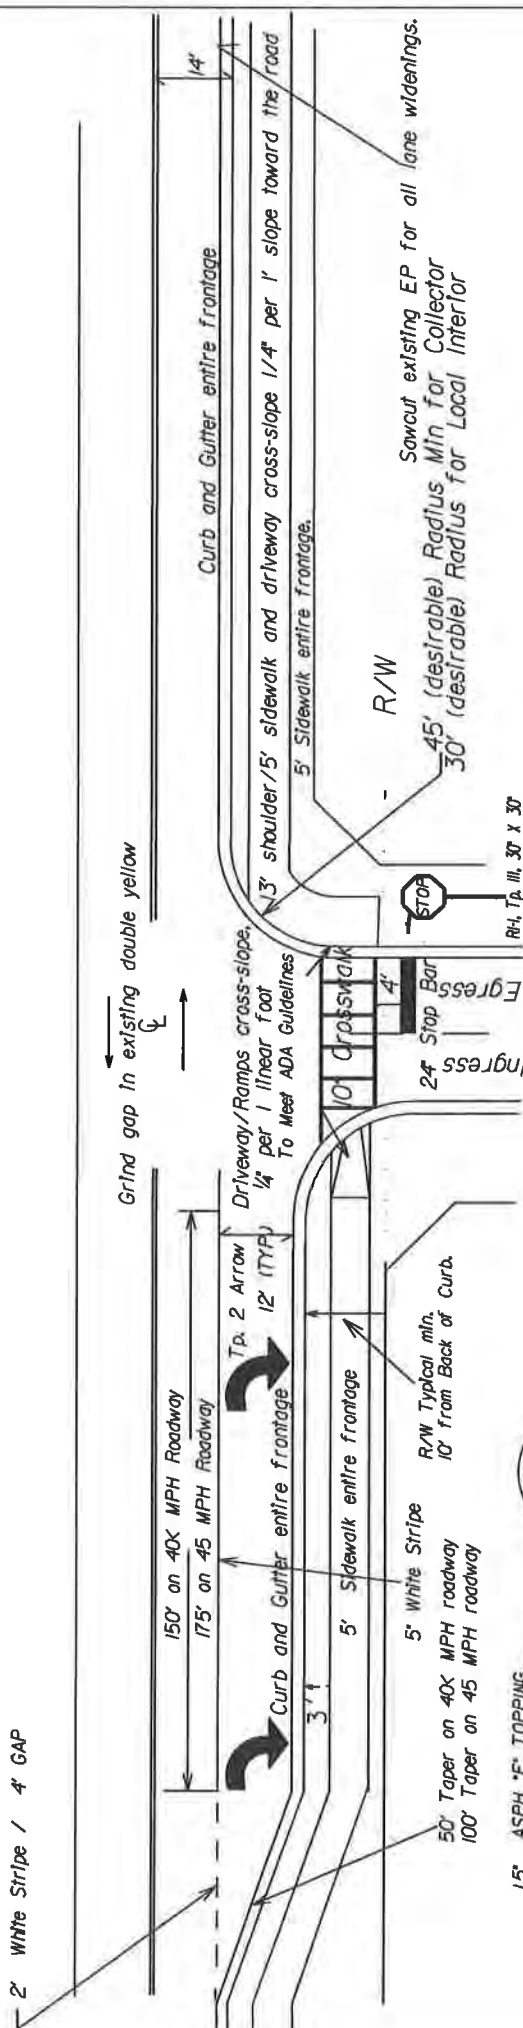 2' White Stripe / 4' GAP
Grind gap in existing double yellow
CL
14'
150' on 40< MPH Roadway
175' on 45 MPH Roadway
Curb and Gutter entire frontage
Tp. 2 Arrow
12' (TYP.)
Driveway/Ramps cross-slope,
1/4" per 1 linear foot
To Meet ADA Guidelines
3' shoulder/5' sidewalk and driveway cross-slope 1/4" per 1' slope toward the road
Curb and Gutter entire frontage
5' Sidewalk entire frontage.
3'
5' Sidewalk entire frontage
10' Crosswalk
4'
R/W
Sawcut existing EP for all lane widenings.
45' (desirable) Radius Min for Collector
30' (desirable) Radius for Local Interior
R/W Typical min.
10' from Back of Curb.
5" White Stripe
50' Taper on 40< MPH roadway
100' Taper on 45 MPH roadway
24" Stop Bar
Ingress
Egress
STOP
R1-1, Tp. III, 30" X 30"
1.5" ASPH "E" TOPPING